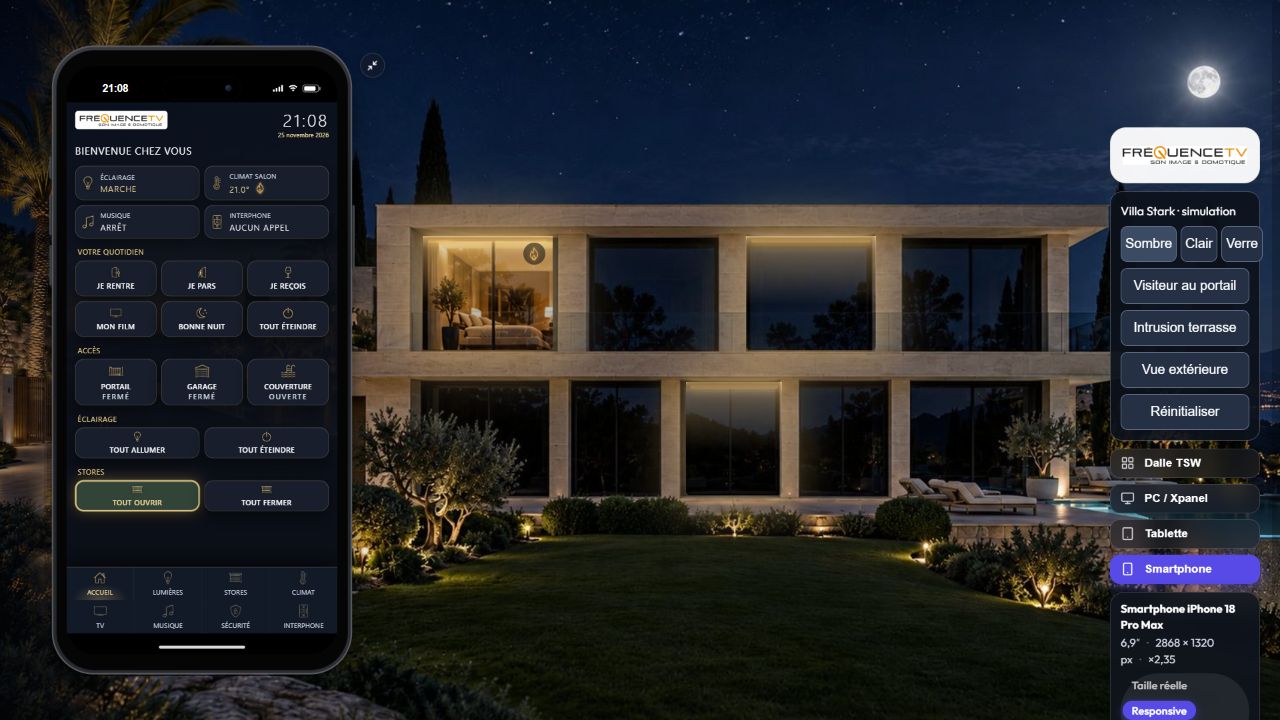 21:08
FRÉQUENCETV
SON IMAGE & DOMOTIQUE
21:08
25 novembre 2026
BIENVENUE CHEZ VOUS
ÉCLAIRAGE
MARCHE
CLIMAT SALON
21.0°
MUSIQUE
ARRÊT
INTERPHONE
AUCUN APPEL
VOTRE QUOTIDIEN
JE RENTRE
JE PARS
JE REÇOIS
MON FILM
BONNE NUIT
TOUT ÉTEINDRE
ACCÈS
PORTAIL
FERMÉ
GARAGE
FERMÉ
COUVERTURE
OUVERTE
ÉCLAIRAGE
TOUT ALLUMER
TOUT ÉTEINDRE
STORES
TOUT OUVRIR
TOUT FERMER
ACCUEIL
LUMIÈRES
STORES
CLIMAT
TV
MUSIQUE
SÉCURITÉ
INTERPHONE
FRÉQUENCETV
SON IMAGE & DOMOTIQUE
Villa Stark · simulation
Sombre
Clair
Verre
Visiteur au portail
Intrusion terrasse
Vue extérieure
Réinitialiser
Dalle TSW
PC / Xpanel
Tablette
Smartphone
Smartphone iPhone 18
Pro Max
6,9″ · 2868 × 1320
px · ×2,35
Taille réelle
Responsive